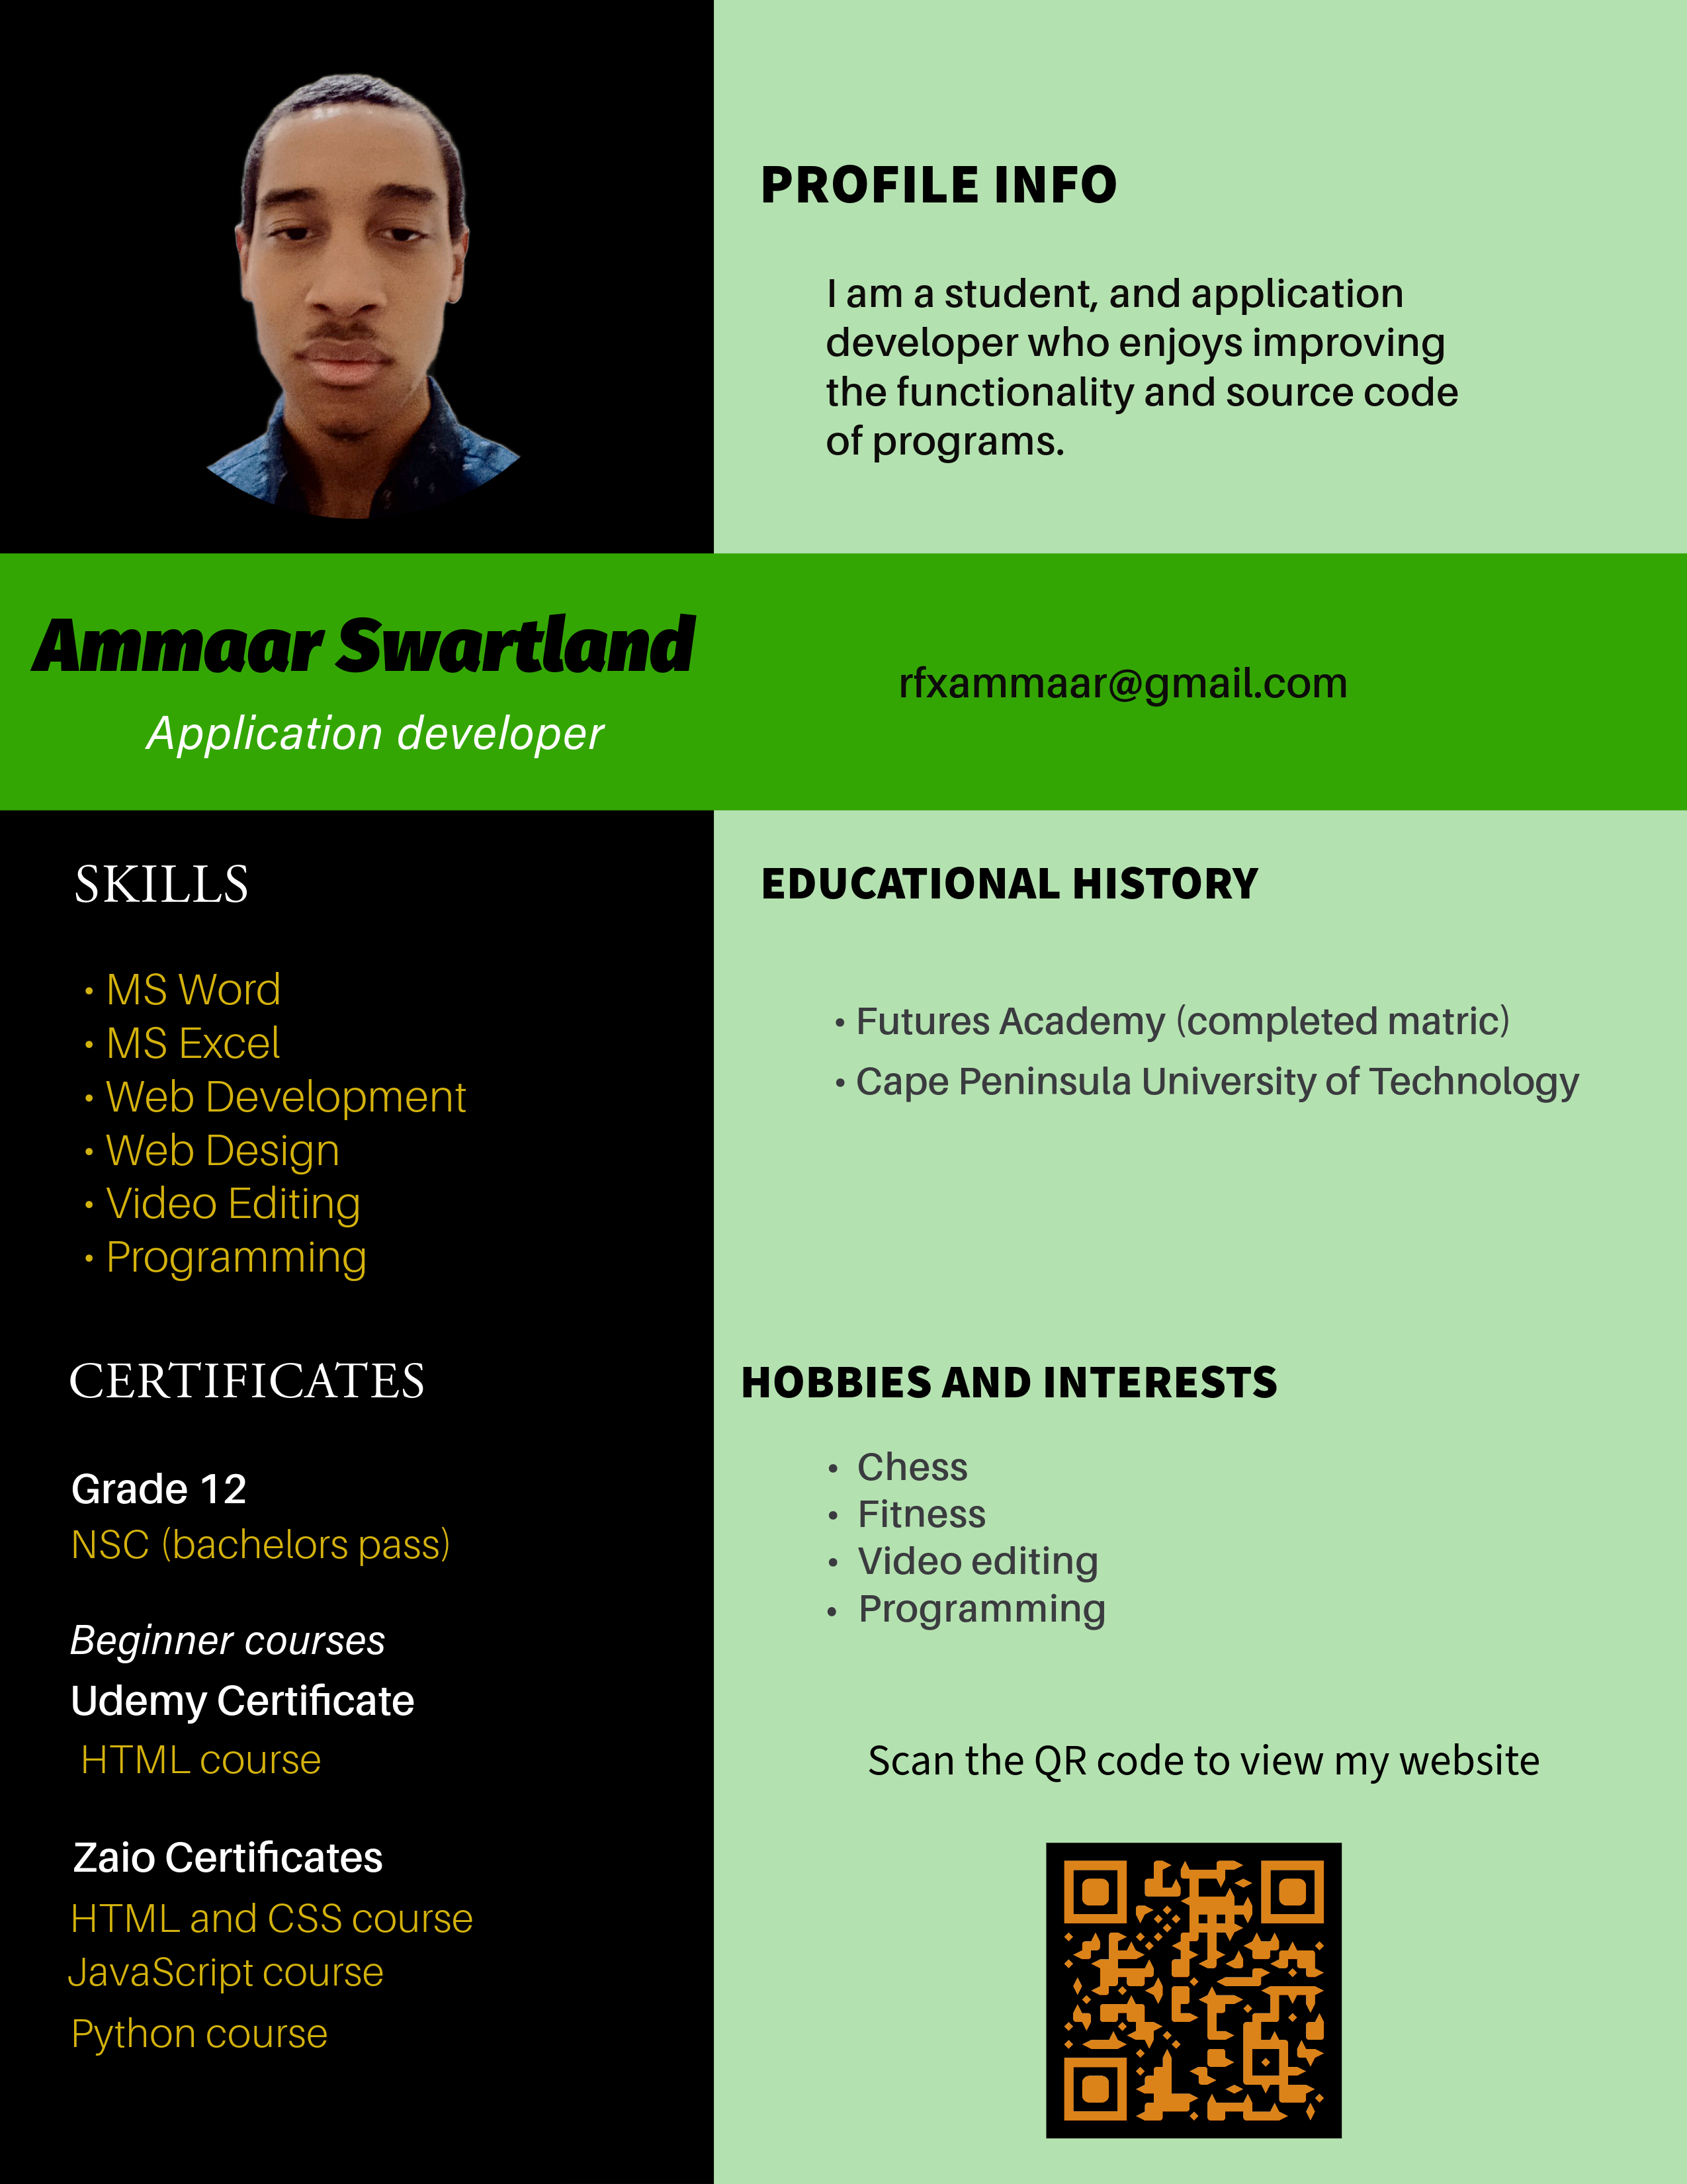 PROFILE INFO
I am a student, and application
developer who enjoys improving
the functionality and source code
of programs.
Ammaar Swartland
Application developer
rfxammaar@gmail.com
SKILLS
• MS Word
• MS Excel
• Web Development
• Web Design
• Video Editing
• Programming
EDUCATIONAL HISTORY
• Futures Academy (completed matric)
• Cape Peninsula University of Technology
CERTIFICATES
Grade 12
NSC (bachelors pass)
Beginner courses
Udemy Certificate
HTML course
Zaio Certificates
HTML and CSS course
JavaScript course
Python course
HOBBIES AND INTERESTS
• Chess
• Fitness
• Video editing
• Programming
Scan the QR code to view my website